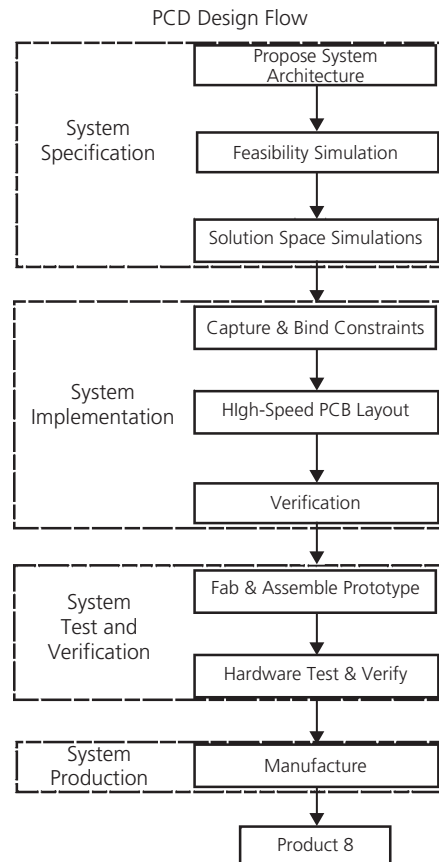 PCD Design Flow
System
Specification
Propose System
Architecture
Feasibility Simulation
Solution Space Simulations
System
Implementation
Capture & Bind Constraints
HIgh-Speed PCB Layout
Verification
System
Test and
Verification
Fab & Assemble Prototype
Hardware Test & Verify
System
Production
Manufacture
Product 8